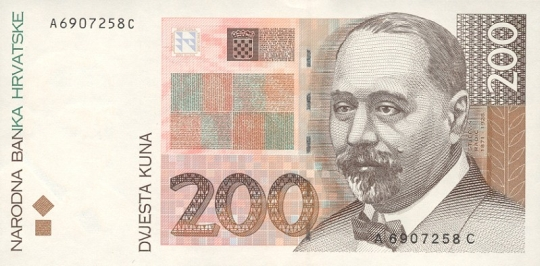 A6907258C
NARODNA BANKA HRVATSKE
DVJESTA KUNA
200
200
A 6907258 C